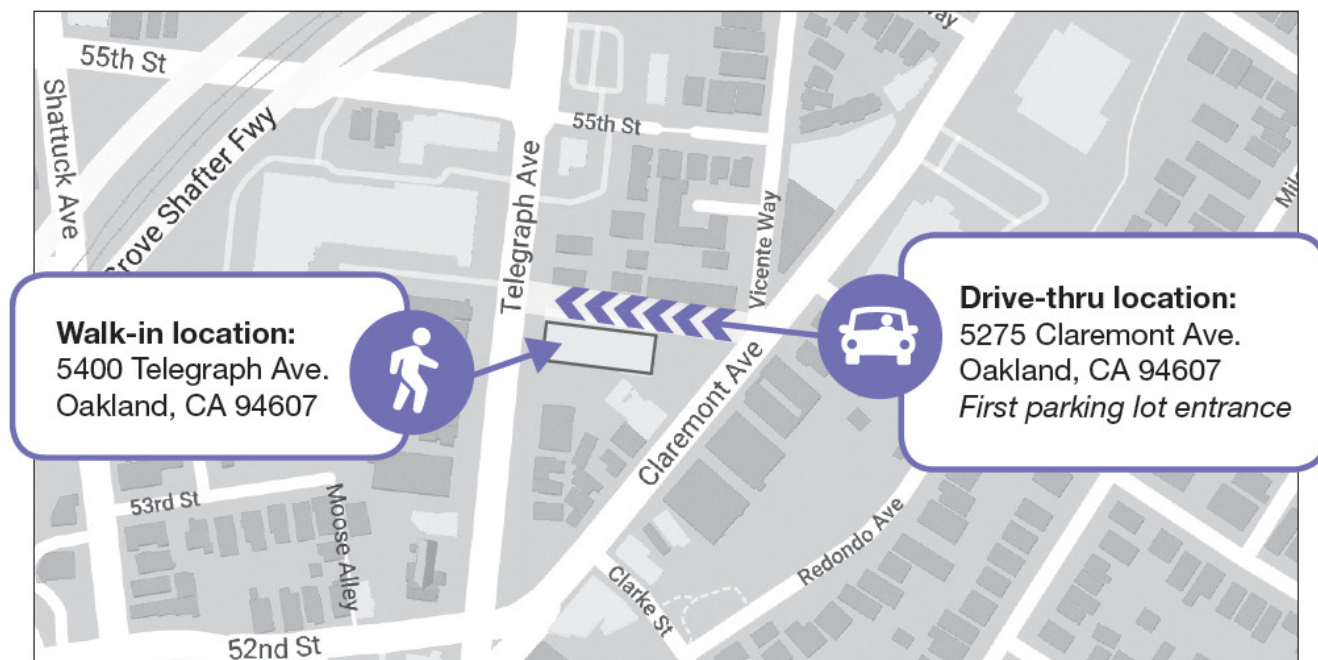 55th St
Shattuck Ave
Grove Shafter Fwy
Telegraph Ave
55th St
Vicente Way
Walk-in location:
5400 Telegraph Ave.
Oakland, CA 94607
Drive-thru location:
5275 Claremont Ave.
Oakland, CA 94607
First parking lot entrance
Claremont Ave
53rd St
Moose Alley
52nd St
Clarke St
Redondo Ave